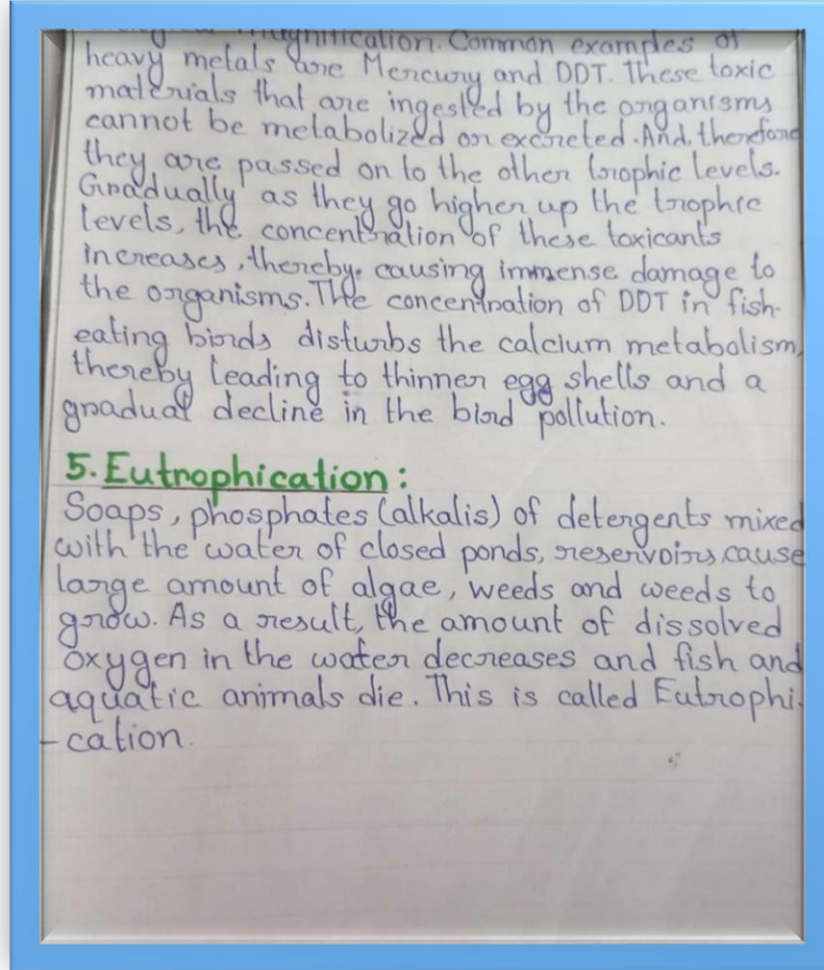 magnification. Common examples of
heavy metals are Mercury and DDT. These toxic
materials that are ingested by the organisms
cannot be metabolized or excreted. And, therefore
they are passed on to the other trophic levels.
Gradually as they go higher up the trophic
levels, the concentration of these toxicants
increases, thereby, causing immense damage to
the organisms. The concentration of DDT in fish-
eating birds disturbs the calcium metabolism,
thereby leading to thinner egg shells and a
gradual decline in the bird pollution.
5. Eutrophication:
Soaps, phosphates (alkalis) of detergents mixed
with the water of closed ponds, reservoirs, cause
large amount of algae, weeds and weeds to
grow. As a result, the amount of dissolved
oxygen in the water decreases and fish and
aquatic animals die. This is called Eutrophi-
-cation.